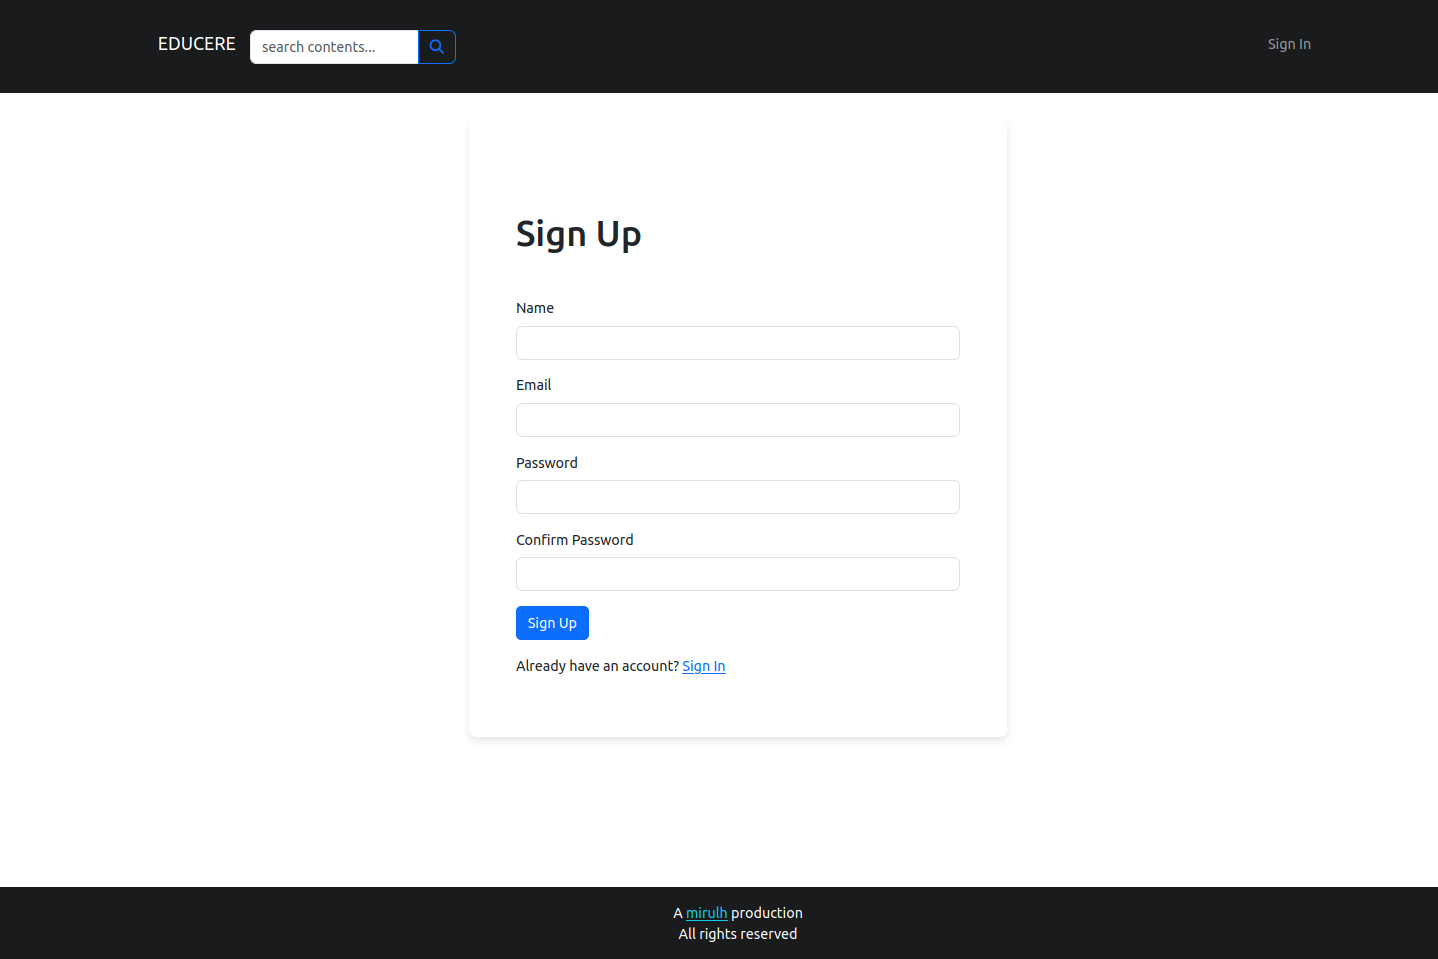 EDUCERE
search contents...
Sign In
Sign Up
Name
Email
Password
Confirm Password
Sign Up
Already have an account? Sign In
A mirulh production
All rights reserved